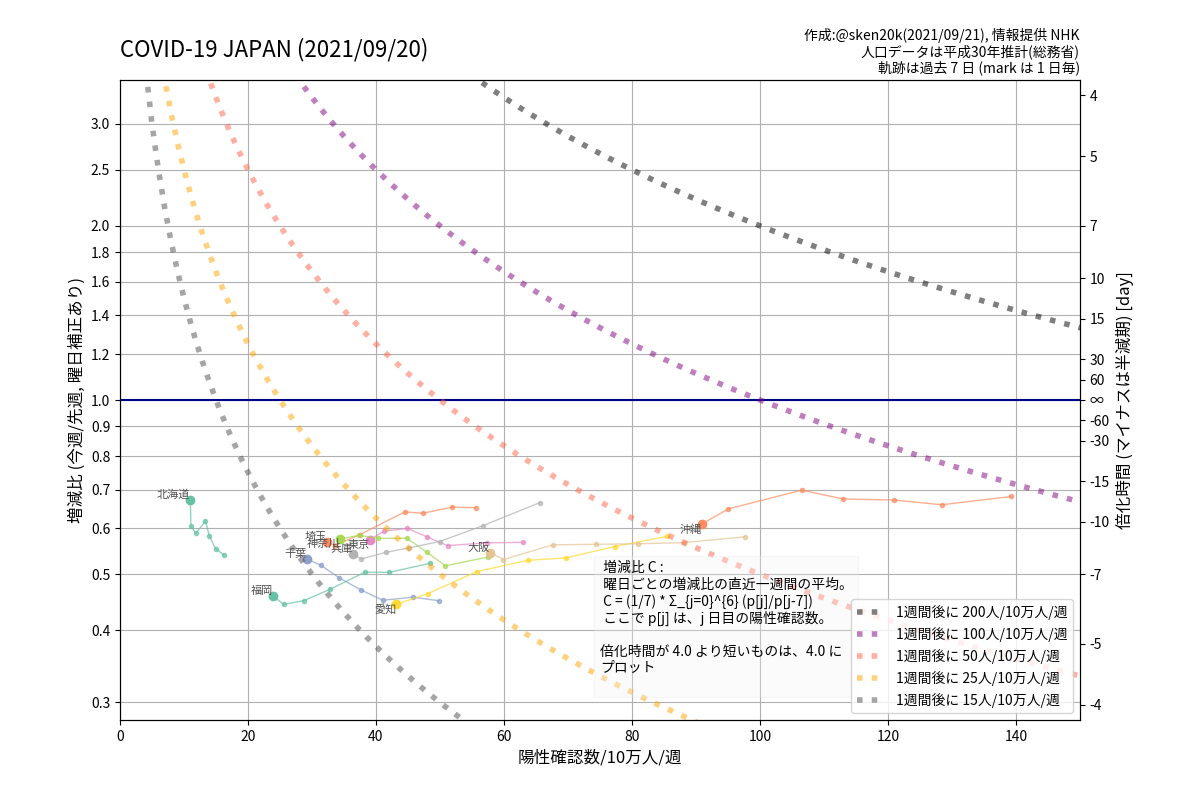 COVID-19 JAPAN (2021/09/20)
作成:@sken20k(2021/09/21), 情報提供 NHK
人口データは平成30年推計(総務省)
軌跡は過去 7 日 (mark は 1 日毎)
増減比 (今週/先週, 曜日補正あり)
3.0
2.5
2.0
1.8
1.6
1.4
1.2
1.0
0.9
0.8
0.7
0.6
0.5
0.4
0.3
4
5
7
10
15
30
60
∞
-60
-30
-15
-10
-7
-5
-4
倍化時間 (マイナスは半減期) [day]
北海道
埼玉
兵庫
東京
千葉
大阪
沖縄
福岡
愛知
増減比 C :
曜日ごとの増減比の直近一週間の平均。
C = (1/7) * Σ_{j=0}^{6} (p[j]/p[j-7])
ここで p[j] は、j 日目の陽性確認数。
倍化時間が 4.0 より短いものは、4.0 に
プロット
1週間後に 200人/10万人/週
1週間後に 100人/10万人/週
1週間後に 50人/10万人/週
1週間後に 25人/10万人/週
1週間後に 15人/10万人/週
0
20
40
60
80
100
120
140
陽性確認数/10万人/週